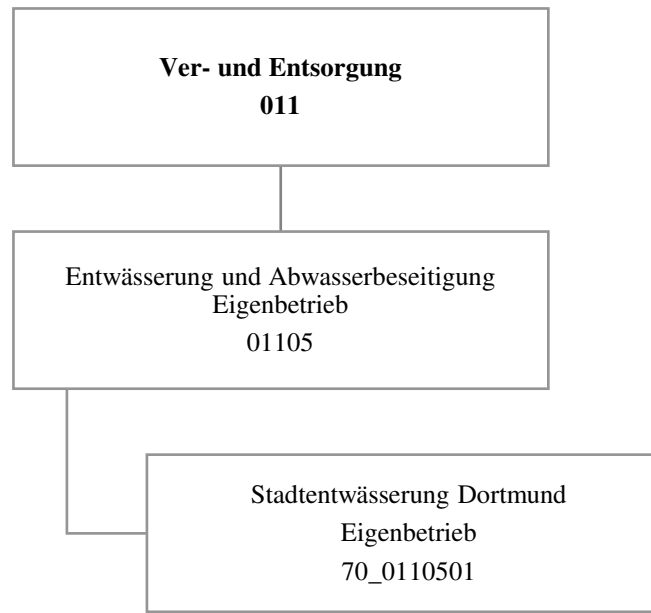 Ver- und Entsorgung
011
Entwässerung und Abwasserbeseitigung
Eigenbetrieb
01105
Stadtentwässerung Dortmund
Eigenbetrieb
70_0110501